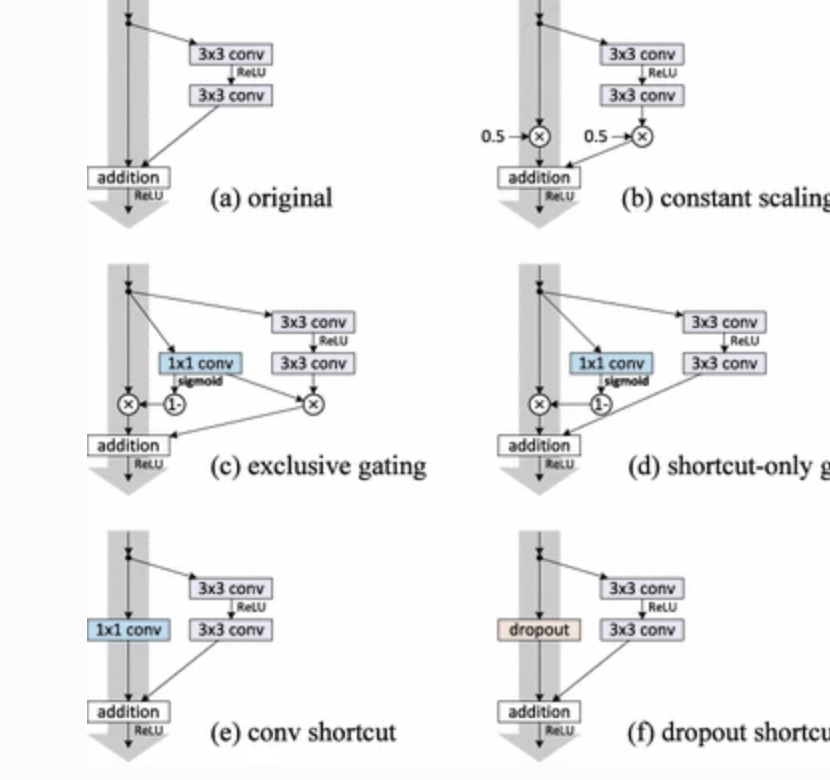 3x3 conv
ReLU
3x3 conv
addition
ReLU
(a) original
3x3 conv
ReLU
3x3 conv
0.5
0.5
addition
ReLU
(b) constant scaling
3x3 conv
ReLU
1x1 conv
3x3 conv
sigmoid
1-
addition
ReLU
(c) exclusive gating
3x3 conv
ReLU
1x1 conv
3x3 conv
sigmoid
1-
addition
ReLU
(d) shortcut-only g
3x3 conv
ReLU
1x1 conv
3x3 conv
addition
ReLU
(e) conv shortcut
3x3 conv
ReLU
dropout
3x3 conv
addition
ReLU
(f) dropout shortcu